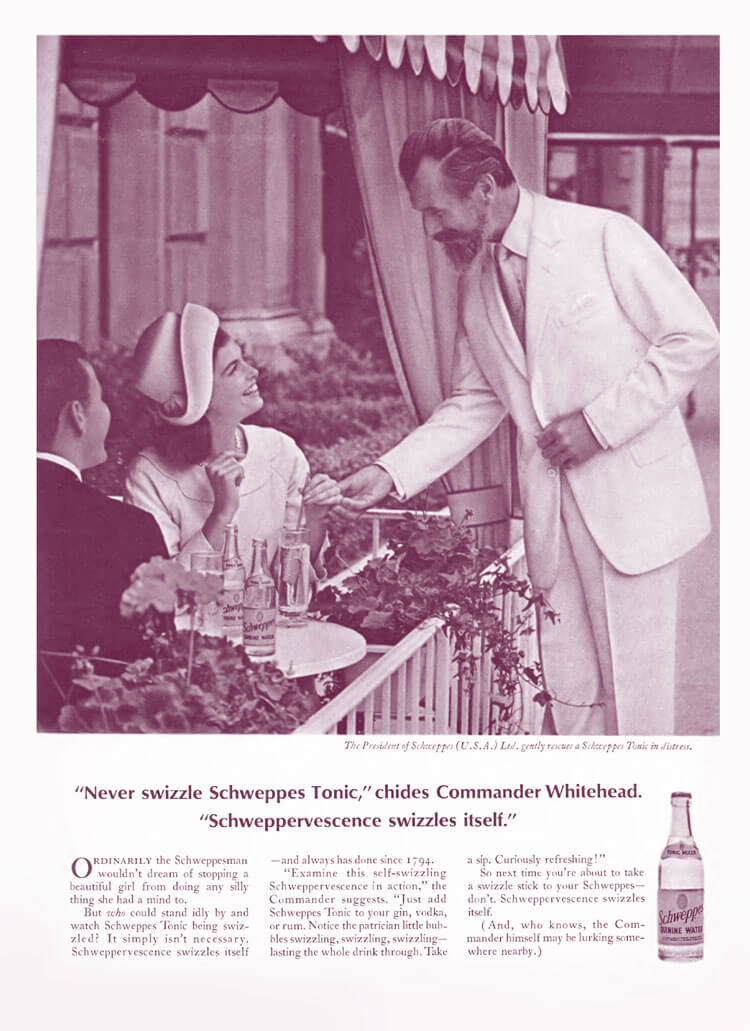 Schweppes
QUININE WATER
Schweppes
QUININE WATER
The President of Schweppes (U.S.A.) Ltd. gently rescues a Schweppes Tonic in distress.
“Never swizzle Schweppes Tonic,” chides Commander Whitehead.
“Schweppervescence swizzles itself.”
ORDINARILY the Schweppesman
wouldn’t dream of stopping a
beautiful girl from doing any silly
thing she had a mind to.
But who could stand idly by and
watch Schweppes Tonic being swiz-
zled? It simply isn’t necessary.
Schweppervescence swizzles itself
—and always has done since 1794.
“Examine this self-swizzling
Schweppervescence in action,” the
Commander suggests. “Just add
Schweppes Tonic to your gin, vodka,
or rum. Notice the patrician little bub-
bles swizzling, swizzling, swizzling—
lasting the whole drink through. Take
a sip. Curiously refreshing!”
So next time you’re about to take
a swizzle stick to your Schweppes—
don’t. Schweppervescence swizzles
itself.
(And, who knows, the Com-
mander himself may be lurking some-
where nearby.)
TONIC MIXER
Schweppes
QUININE WATER